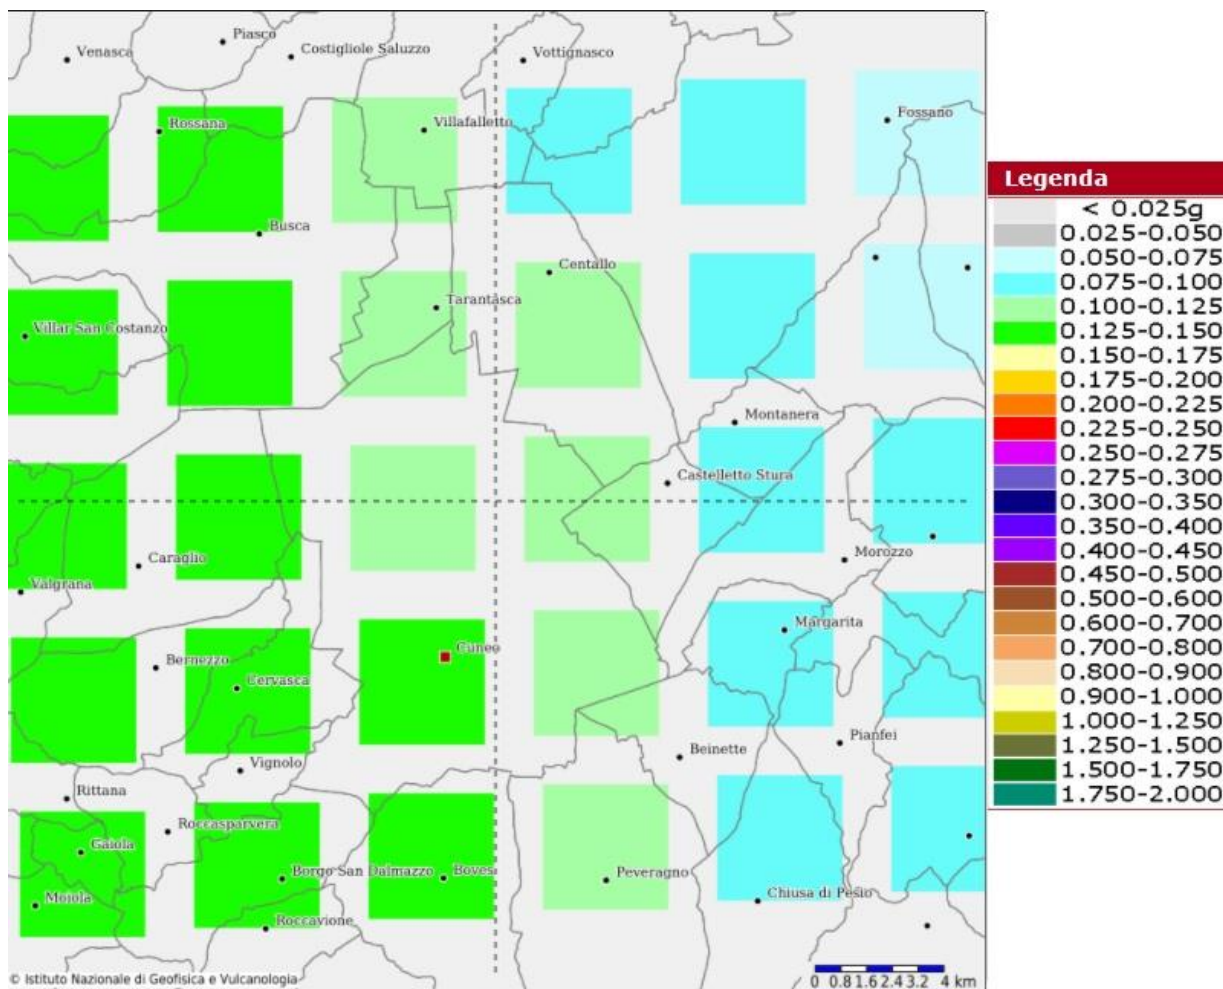 Piasco
Venasca
Costigliole Saluzzo
Vottignasco
Rossana
Villafalletto
Fossano
Busca
Centallo
Tarantasca
Villar San Costanzo
Montanera
Castelletto Stura
Caraglio
Morozzo
Valgrana
Margarita
Cuneo
Bernezzo
Cervasca
Pianfei
Beinette
Vignolo
Rittana
Roccasparvera
Gaiola
Borgo San Dalmazzo
Boves
Peveragno
Chiusa di Pesio
Moiola
Roccavione
© Istituto Nazionale di Geofisica e Vulcanologia
0 0.8 1.6 2.4 3.2 4 km
Legenda
< 0.025g
0.025-0.050
0.050-0.075
0.075-0.100
0.100-0.125
0.125-0.150
0.150-0.175
0.175-0.200
0.200-0.225
0.225-0.250
0.250-0.275
0.275-0.300
0.300-0.350
0.350-0.400
0.400-0.450
0.450-0.500
0.500-0.600
0.600-0.700
0.700-0.800
0.800-0.900
0.900-1.000
1.000-1.250
1.250-1.500
1.500-1.750
1.750-2.000